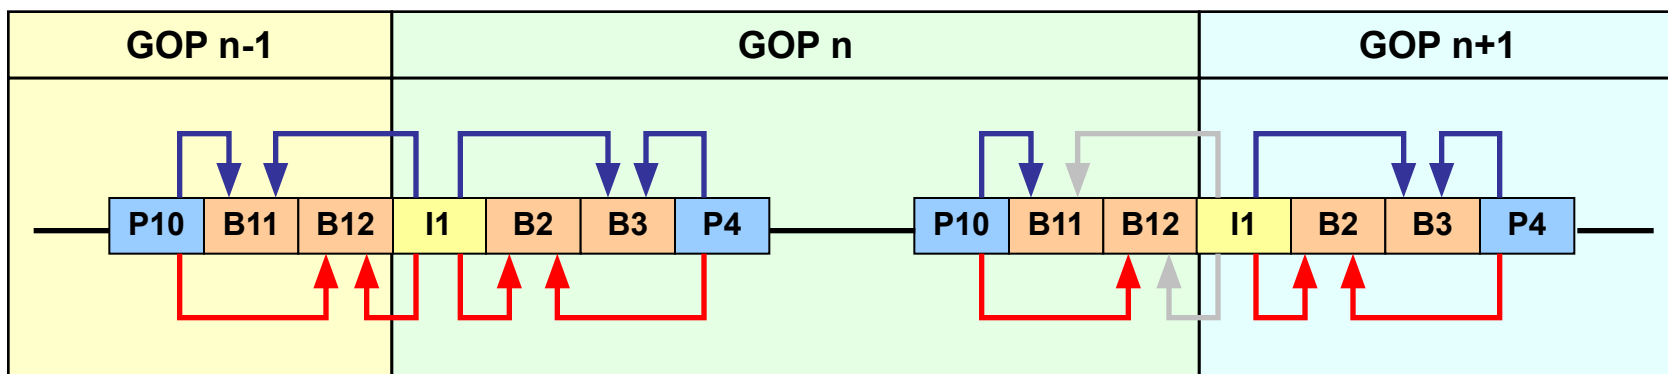 GOP n-1 GOP n GOP n+1
P10 B11 B12 I1 B2 B3 P4 P10 B11 B12 I1 B2 B3 P4